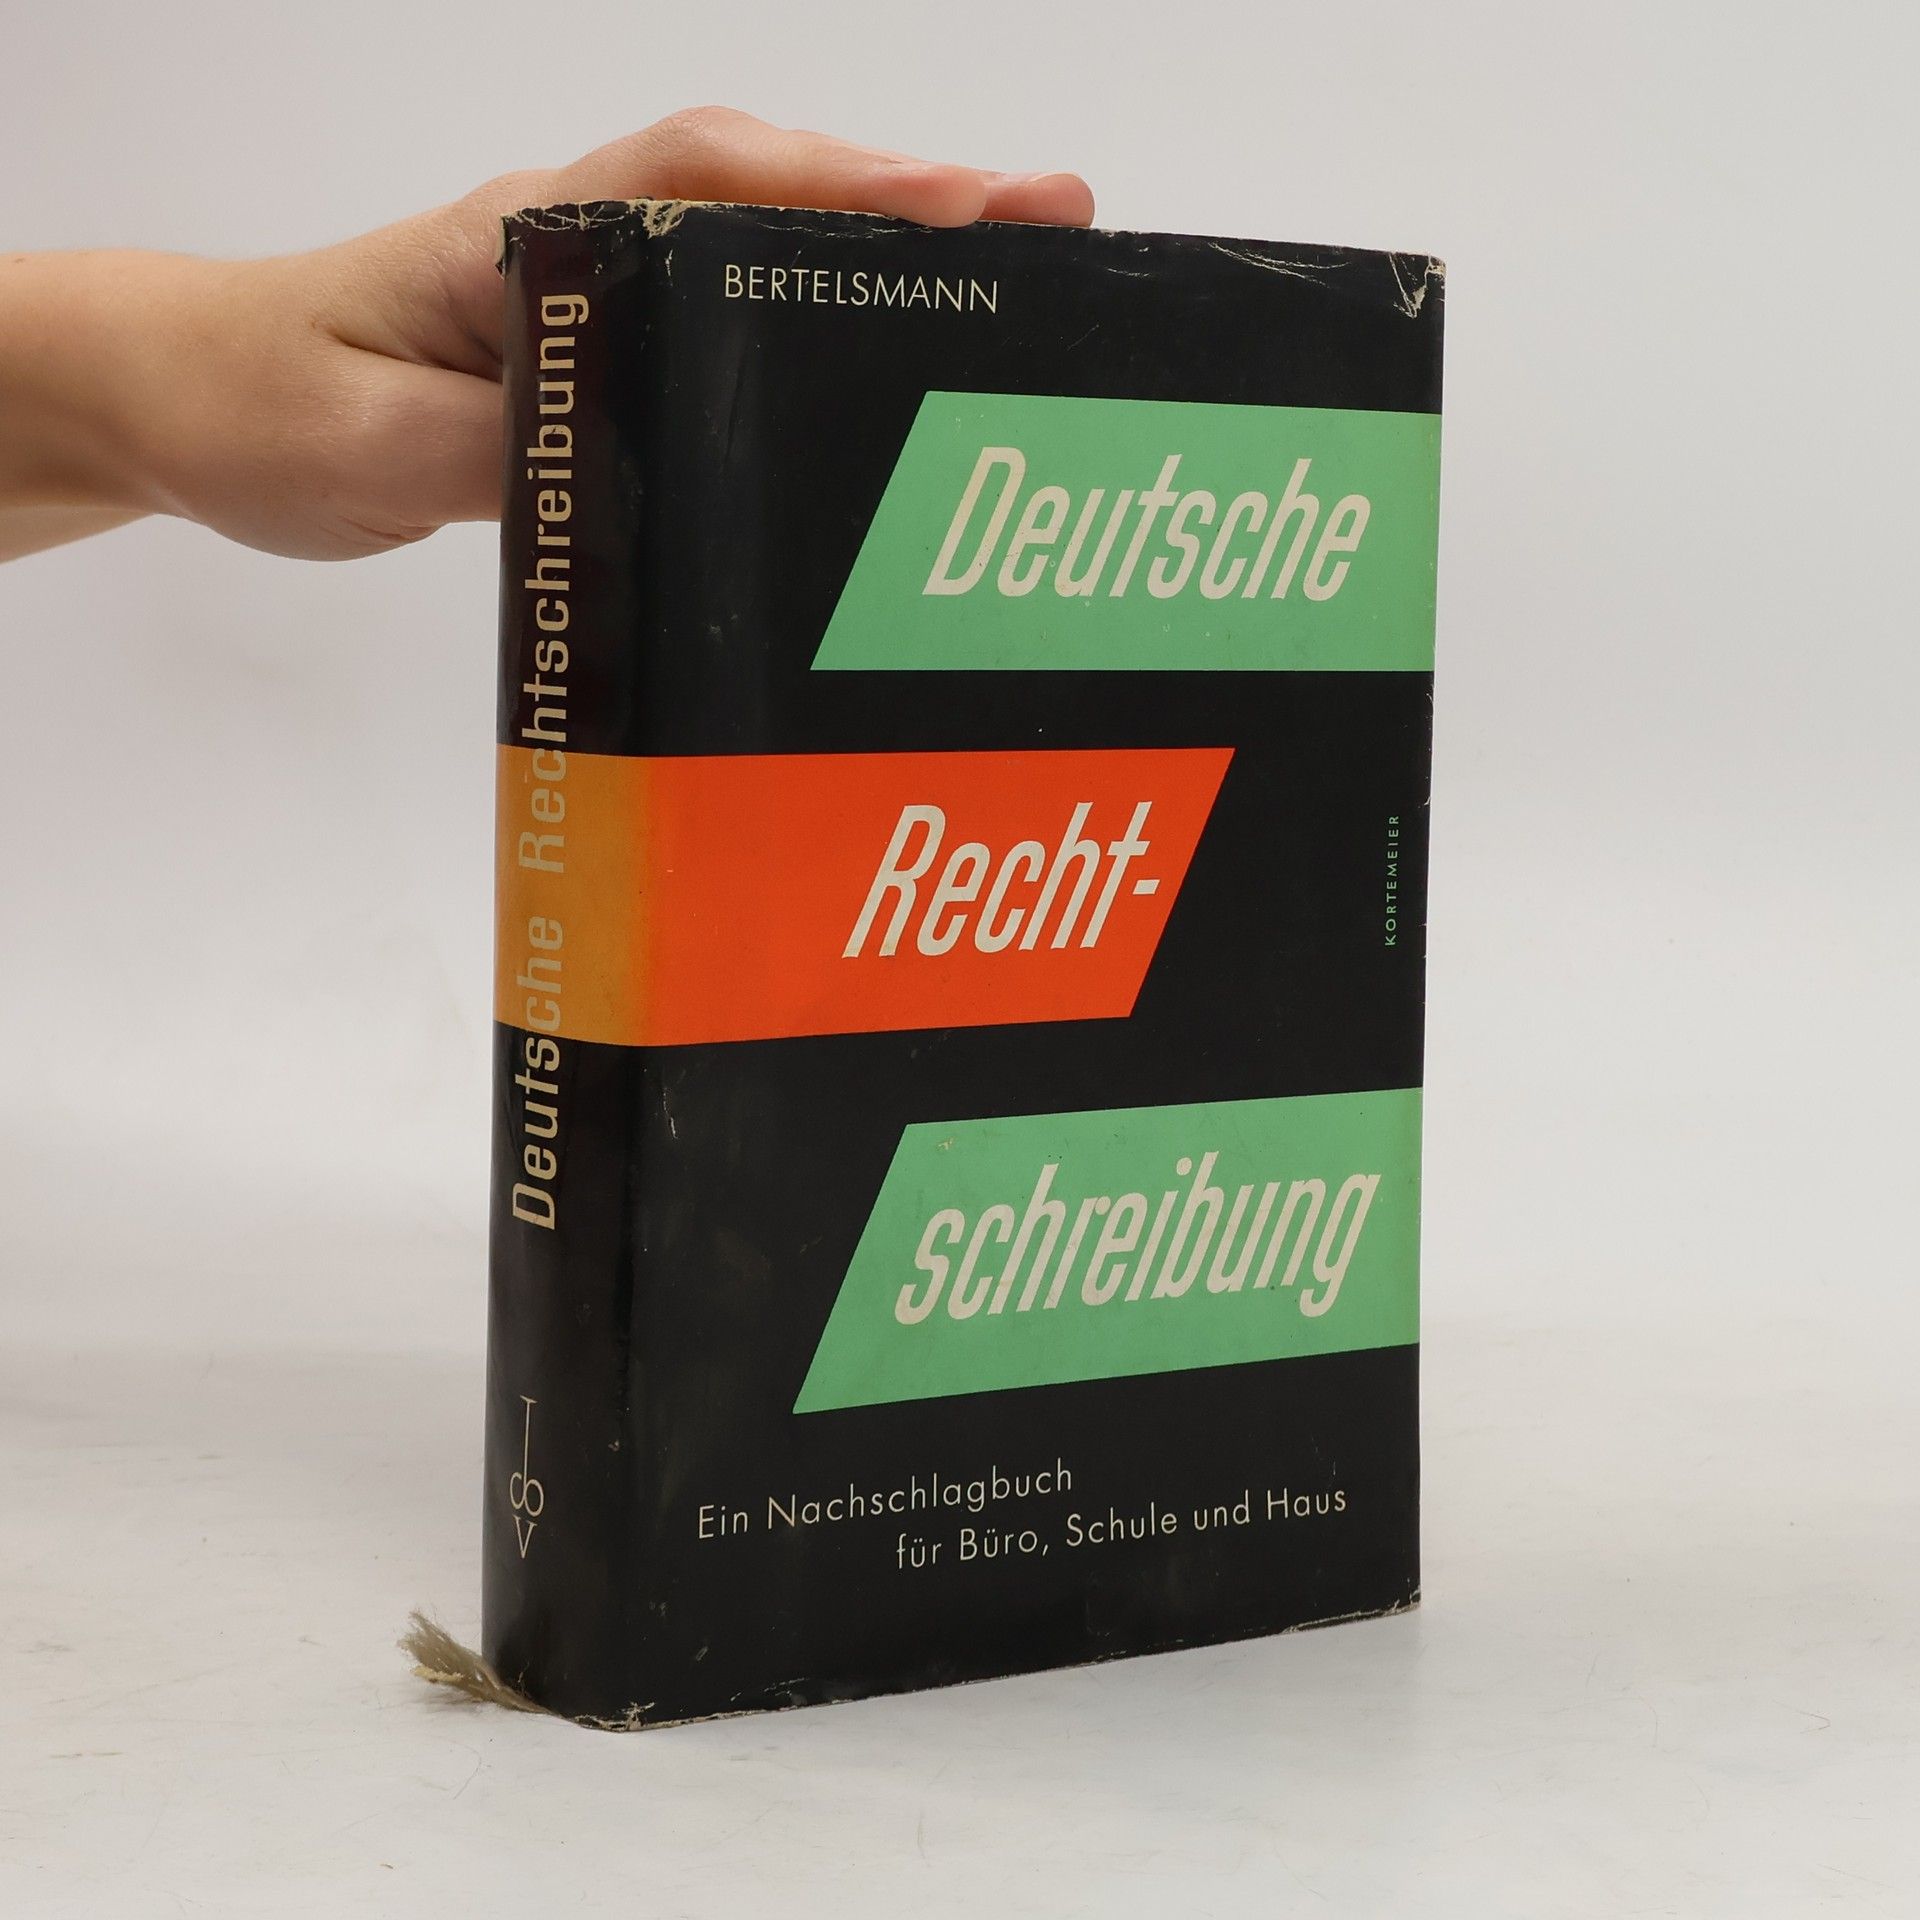 BERTELSMANN
Deutsche
Recht-
schreibung
Ein Nachschlagbuch
für Büro, Schule und Haus
KORTEMEIER
Deutsche Rechtschreibung